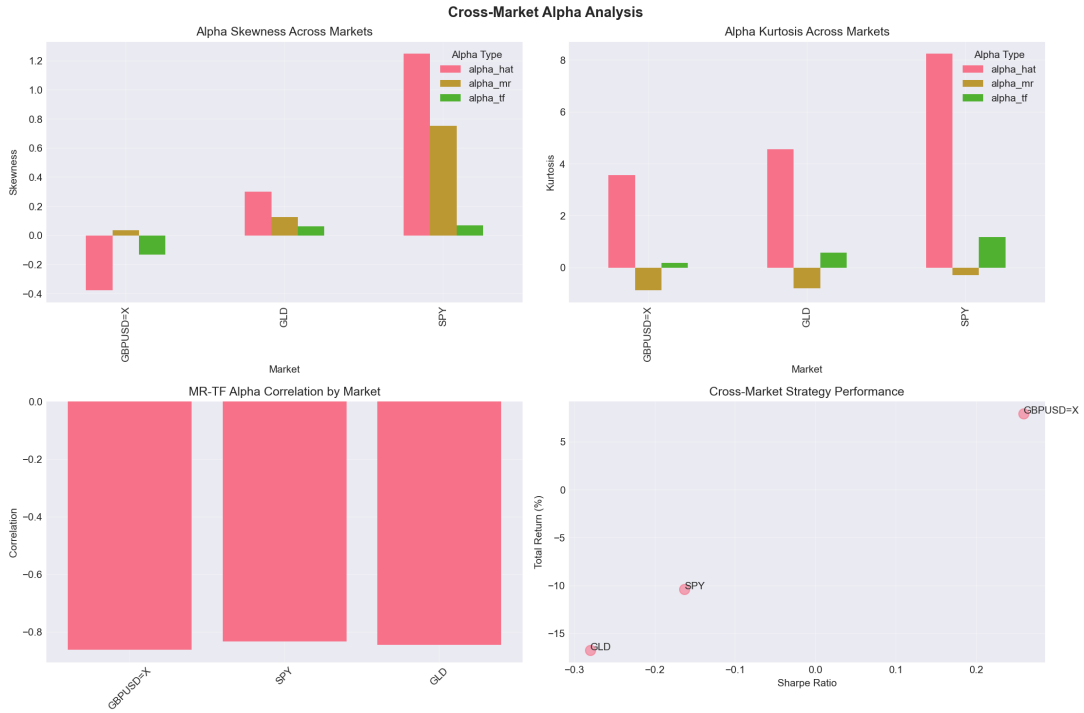 Cross-Market Alpha Analysis
Alpha Skewness Across Markets
Skewness
1.2
1.0
0.8
0.6
0.4
0.2
0.0
−0.2
−0.4
Alpha Type
alpha_hat
alpha_mr
alpha_tf
GBPUSD=X
GLD
SPY
Market
Alpha Kurtosis Across Markets
Kurtosis
8
6
4
2
0
Alpha Type
alpha_hat
alpha_mr
alpha_tf
GBPUSD=X
GLD
SPY
Market
MR-TF Alpha Correlation by Market
Correlation
0.0
−0.2
−0.4
−0.6
−0.8
GBPUSD=X
SPY
GLD
Cross-Market Strategy Performance
Total Return (%)
5
0
−5
−10
−15
GBPUSD=X
SPY
GLD
−0.3
−0.2
−0.1
0.0
0.1
0.2
Sharpe Ratio